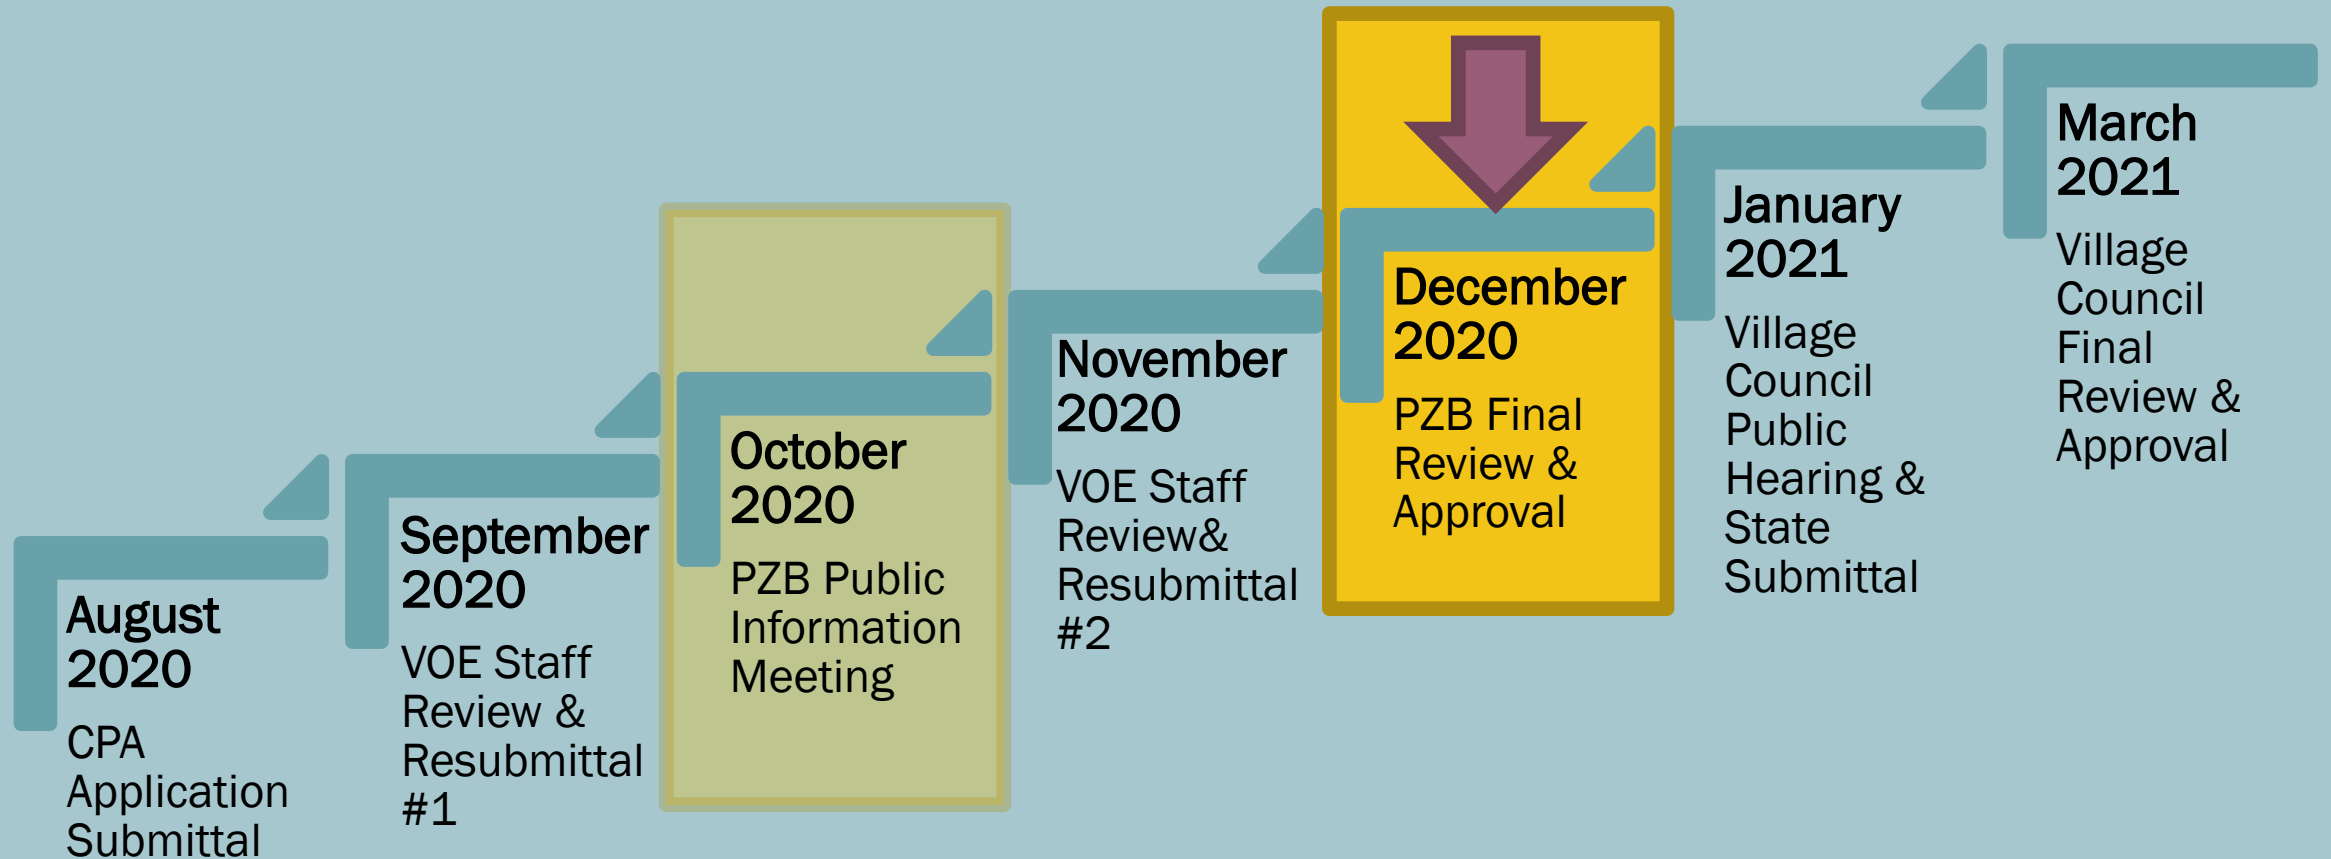 August
2020
CPA
Application
Submittal
September
2020
VOE Staff
Review &
Resubmittal
#1
October
2020
PZB Public
Information
Meeting
November
2020
VOE Staff
Review&
Resubmittal
#2
December
2020
PZB Final
Review &
Approval
January
2021
Village
Council
Public
Hearing &
State
Submittal
March
2021
Village
Council
Final
Review &
Approval